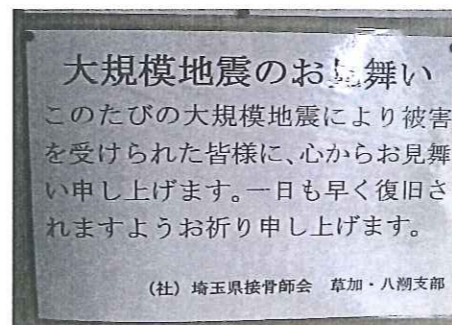 大規模地震のお見舞い
このたびの大規模地震により被害
を受けられた皆様に、心からお見舞
い申し上げます。一日も早く復旧さ
れますようお祈り申し上げます。
（社）埼玉県接骨師会　草加・八潮支部